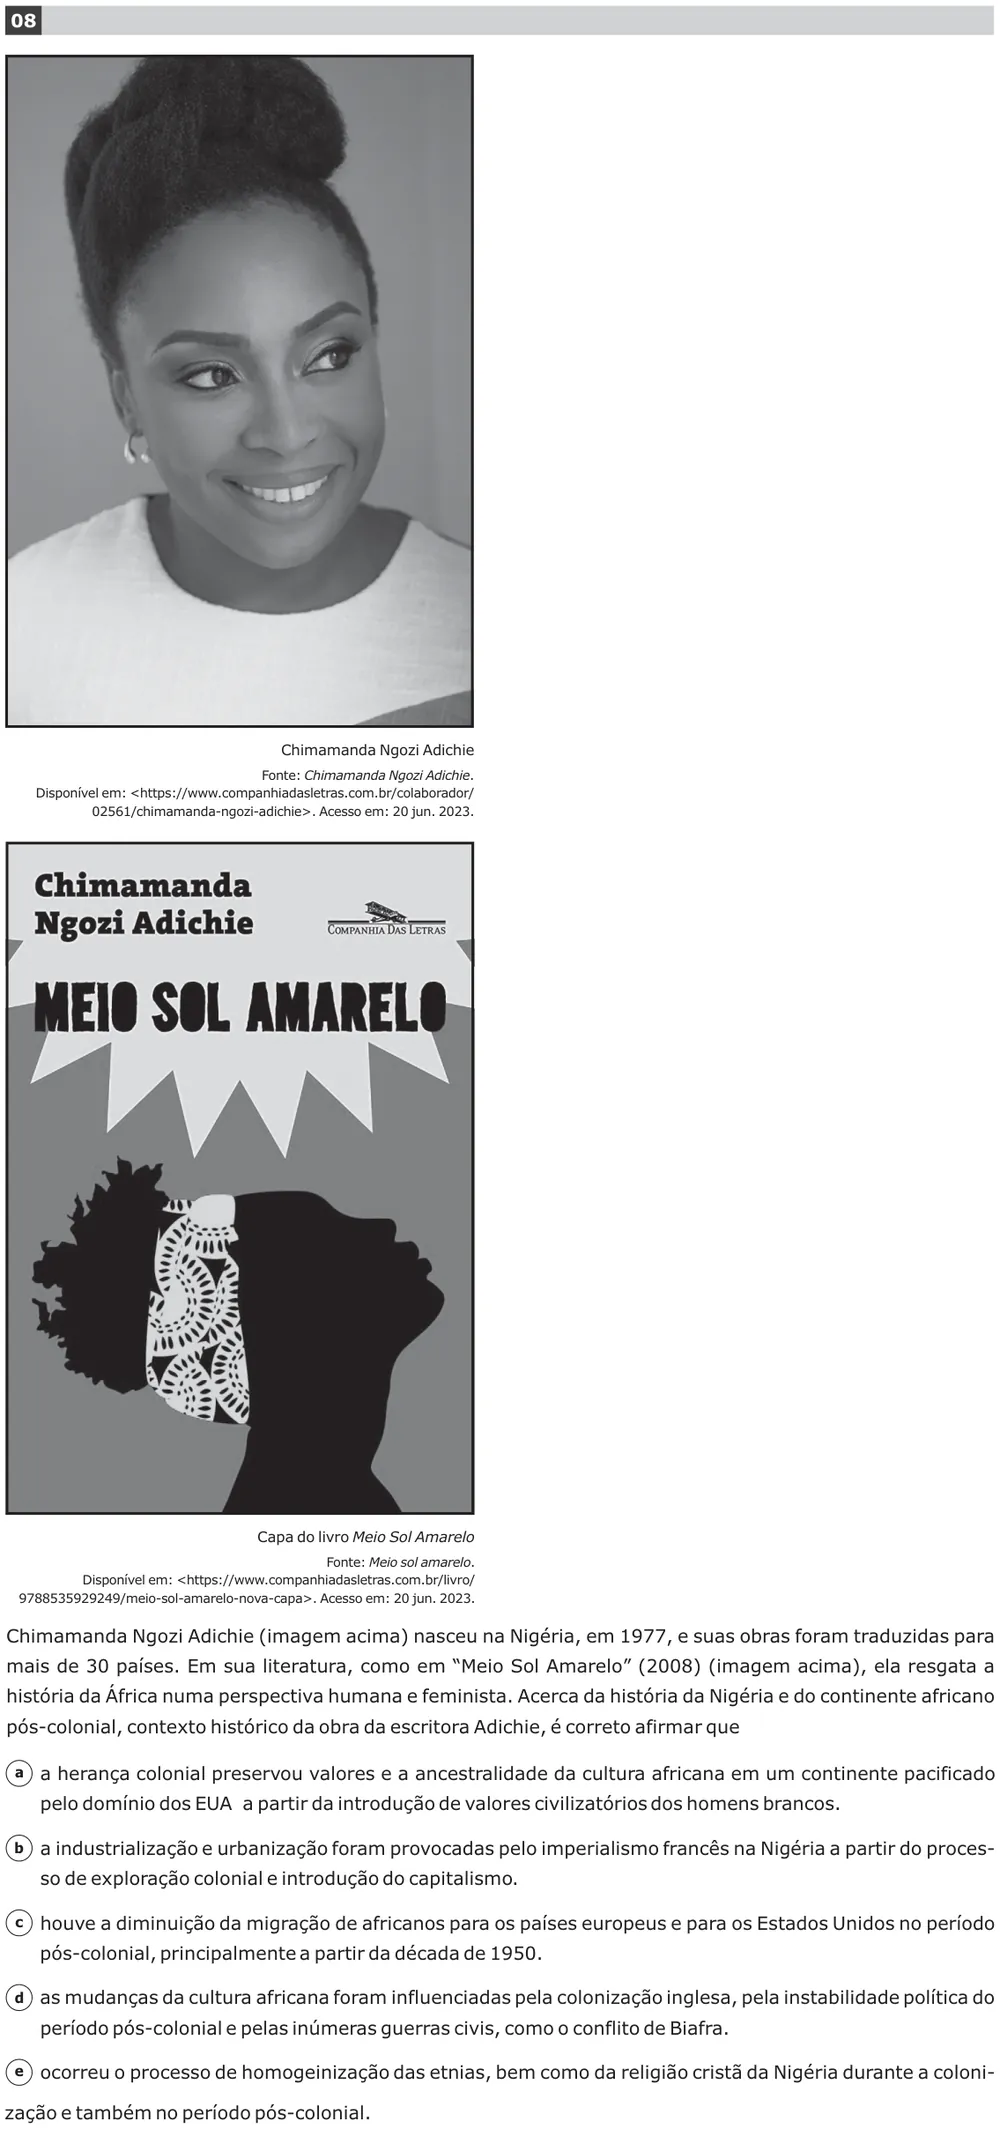 08
Chimamanda Ngozi Adichie
Fonte: Chimamanda Ngozi Adichie.
Disponível em: <https://www.companhiadasletras.com.br/colaborador/
02561/chimamanda-ngozi-adichie>. Acesso em: 20 jun. 2023.
Chimamanda
Ngozi Adichie
COMPANHIA DAS LETRAS
MEIO SOL AMARELO
Capa do livro Meio Sol Amarelo
Fonte: Meio sol amarelo.
Disponível em: <https://www.companhiadasletras.com.br/livro/
9788535929249/meio-sol-amarelo-nova-capa>. Acesso em: 20 jun. 2023.
Chimamanda Ngozi Adichie (imagem acima) nasceu na Nigéria, em 1977, e suas obras foram traduzidas para
mais de 30 países. Em sua literatura, como em “Meio Sol Amarelo” (2008) (imagem acima), ela resgata a
história da África numa perspectiva humana e feminista. Acerca da história da Nigéria e do continente africano
pós-colonial, contexto histórico da obra da escritora Adichie, é correto afirmar que
a a herança colonial preservou valores e a ancestralidade da cultura africana em um continente pacificado
pelo domínio dos EUA a partir da introdução de valores civilizatórios dos homens brancos.
b a industrialização e urbanização foram provocadas pelo imperialismo francês na Nigéria a partir do proces-
so de exploração colonial e introdução do capitalismo.
c houve a diminuição da migração de africanos para os países europeus e para os Estados Unidos no período
pós-colonial, principalmente a partir da década de 1950.
d as mudanças da cultura africana foram influenciadas pela colonização inglesa, pela instabilidade política do
período pós-colonial e pelas inúmeras guerras civis, como o conflito de Biafra.
e ocorreu o processo de homogeinização das etnias, bem como da religião cristã da Nigéria durante a coloni-
zação e também no período pós-colonial.